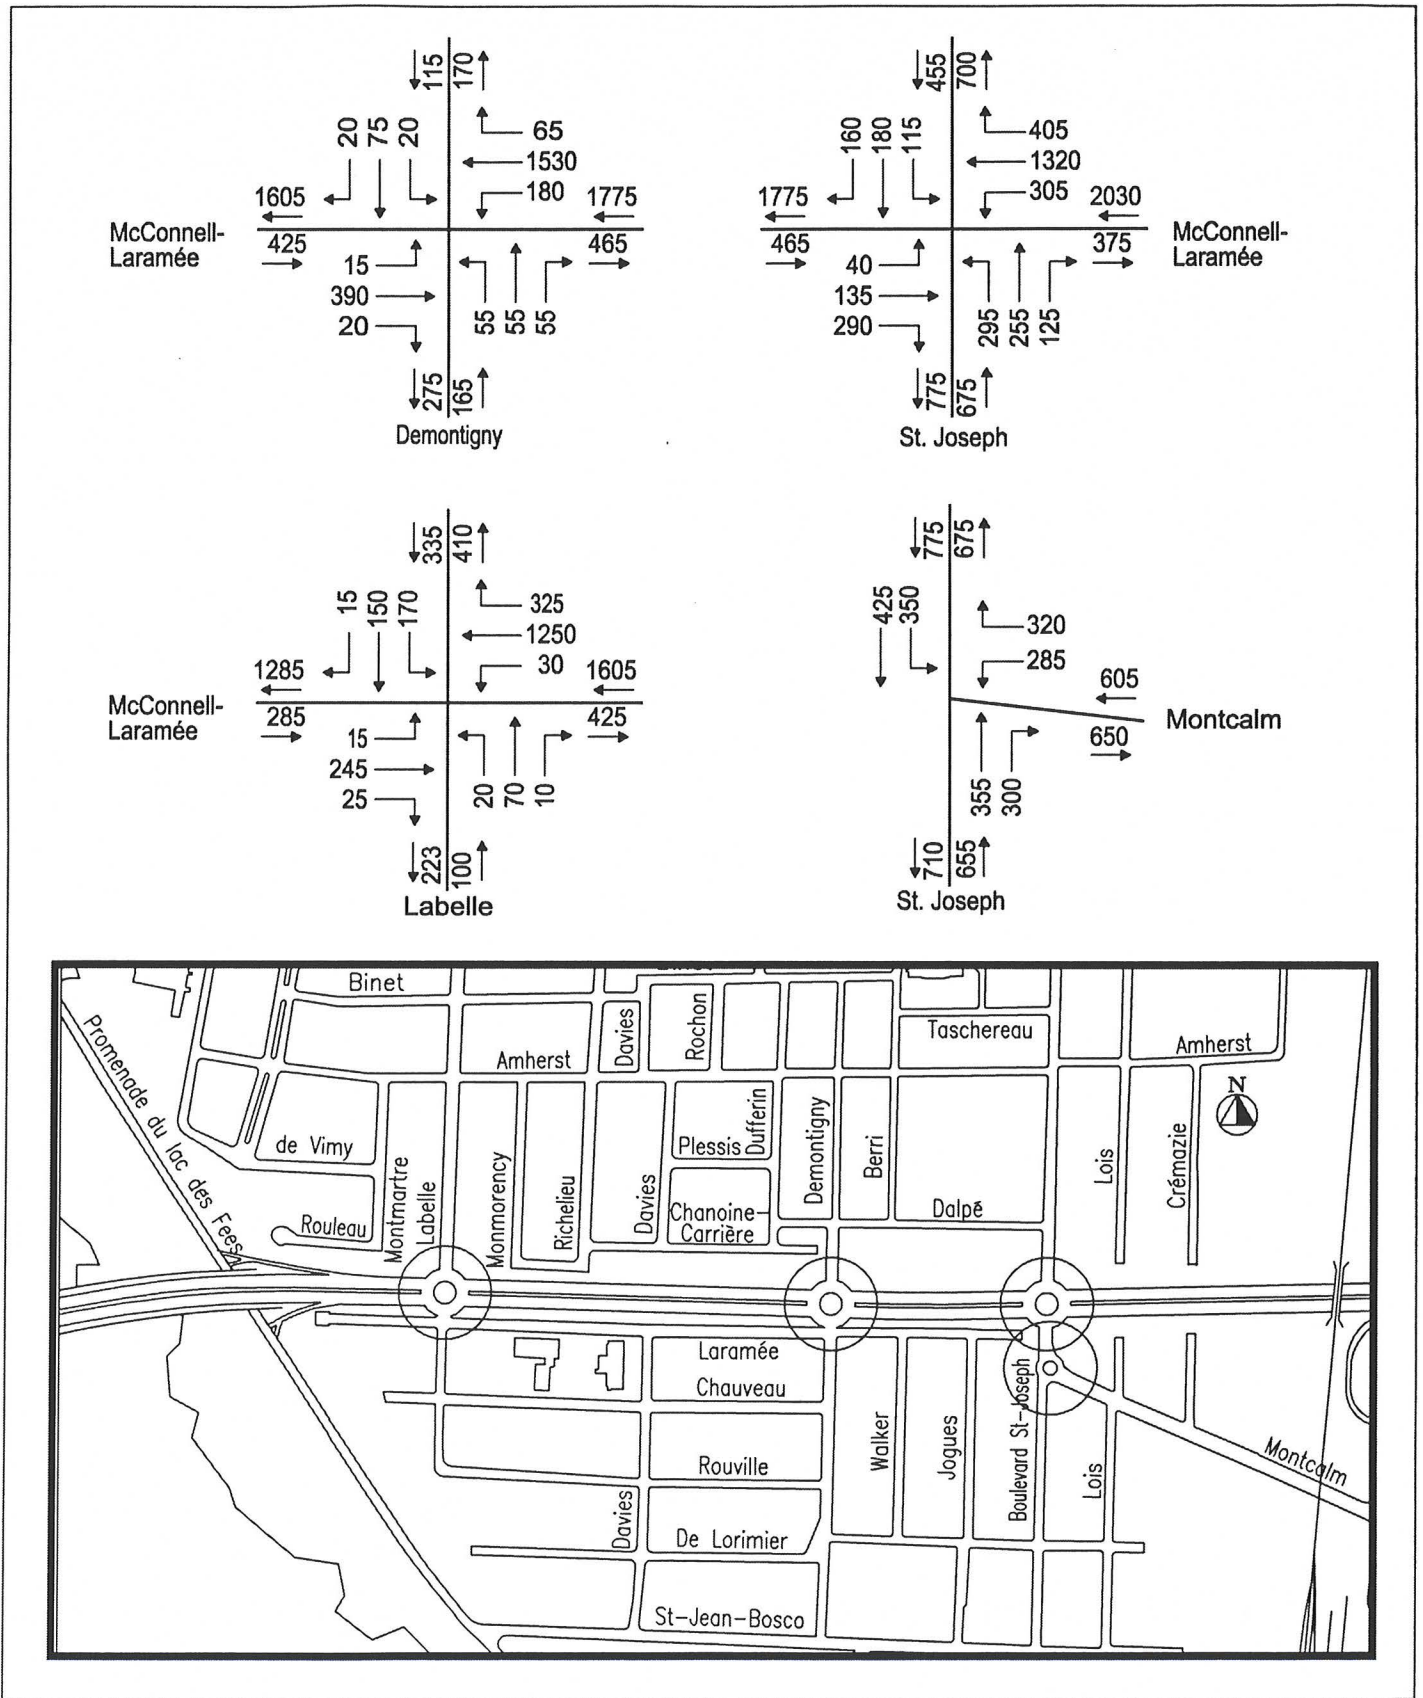 115
170
20
75
20
65
1530
180
1605
1775
McConnell-
Laramée
425
465
15
390
20
55
55
55
275
165
Demontigny
455
700
160
180
115
405
1320
305
1775
2030
465
375
McConnell-
Laramée
40
135
290
295
255
125
775
675
St. Joseph
335
410
15
150
170
325
1250
30
1285
1605
McConnell-
Laramée
285
425
15
245
25
20
70
10
223
100
Labelle
775
675
425
350
320
285
605
Montcalm
650
355
300
710
655
St. Joseph
Binet
Promenade du lac des Fees
Amherst
Davies
Rochon
Taschereau
Amherst
N
de Vimy
Montmartre
Labelle
Monmorency
Richelieu
Davies
Plessis
Dufferin
Demontigny
Berri
Lois
Crémazie
Rouleau
Chanoine-
Carrière
Dalpé
Laramée
Chauveau
Walker
Jogues
Boulevard St-Joseph
Lois
Montcalm
Rouville
Davies
De Lorimier
St-Jean-Bosco